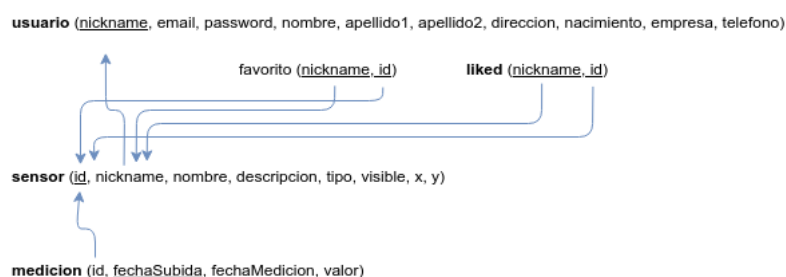 usuario (nickname, email, password, nombre, apellido1, apellido2, direccion, nacimiento, empresa, telefono)
favorito (nickname, id) liked (nickname, id)
sensor (id, nickname, nombre, descripcion, tipo, visible, x, y)
medicion (id, fechaSubida, fechaMedicion, valor)